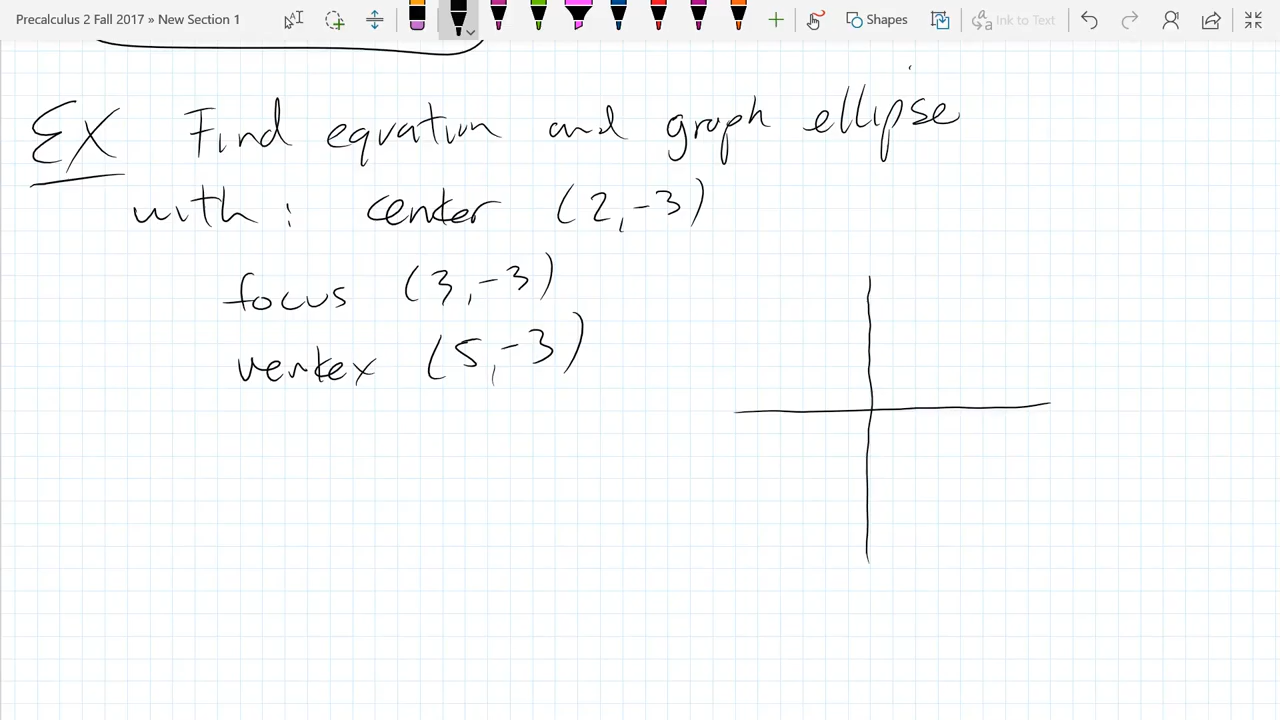 Precalculus 2 Fall 2017 » New Section 1
Shapes
Ink to Text
EX Find equation and graph ellipse
with: center (2,-3)
focus (3,-3)
vertex (5,-3)